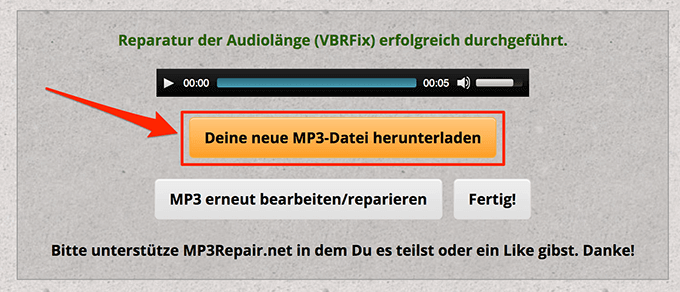 Reparatur der Audiolänge (VBRFix) erfolgreich durchgeführt.
00:00 00:05
Deine neue MP3-Datei herunterladen
MP3 erneut bearbeiten/reparieren Fertig!
Bitte unterstütze MP3Repair.net in dem Du es teilst oder ein Like gibst. Danke!